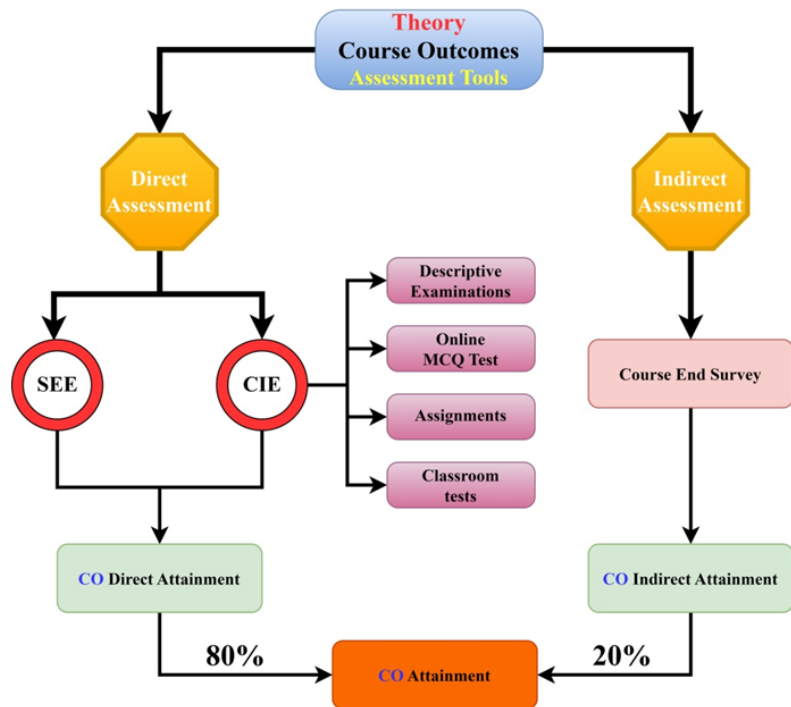 Theory
Course Outcomes
Assessment Tools
Direct
Assessment
Indirect
Assessment
Descriptive
Examinations
Online
MCQ Test
SEE
CIE
Course End Survey
Assignments
Classroom
tests
CO Direct Attainment
CO Indirect Attainment
80%
CO Attainment
20%